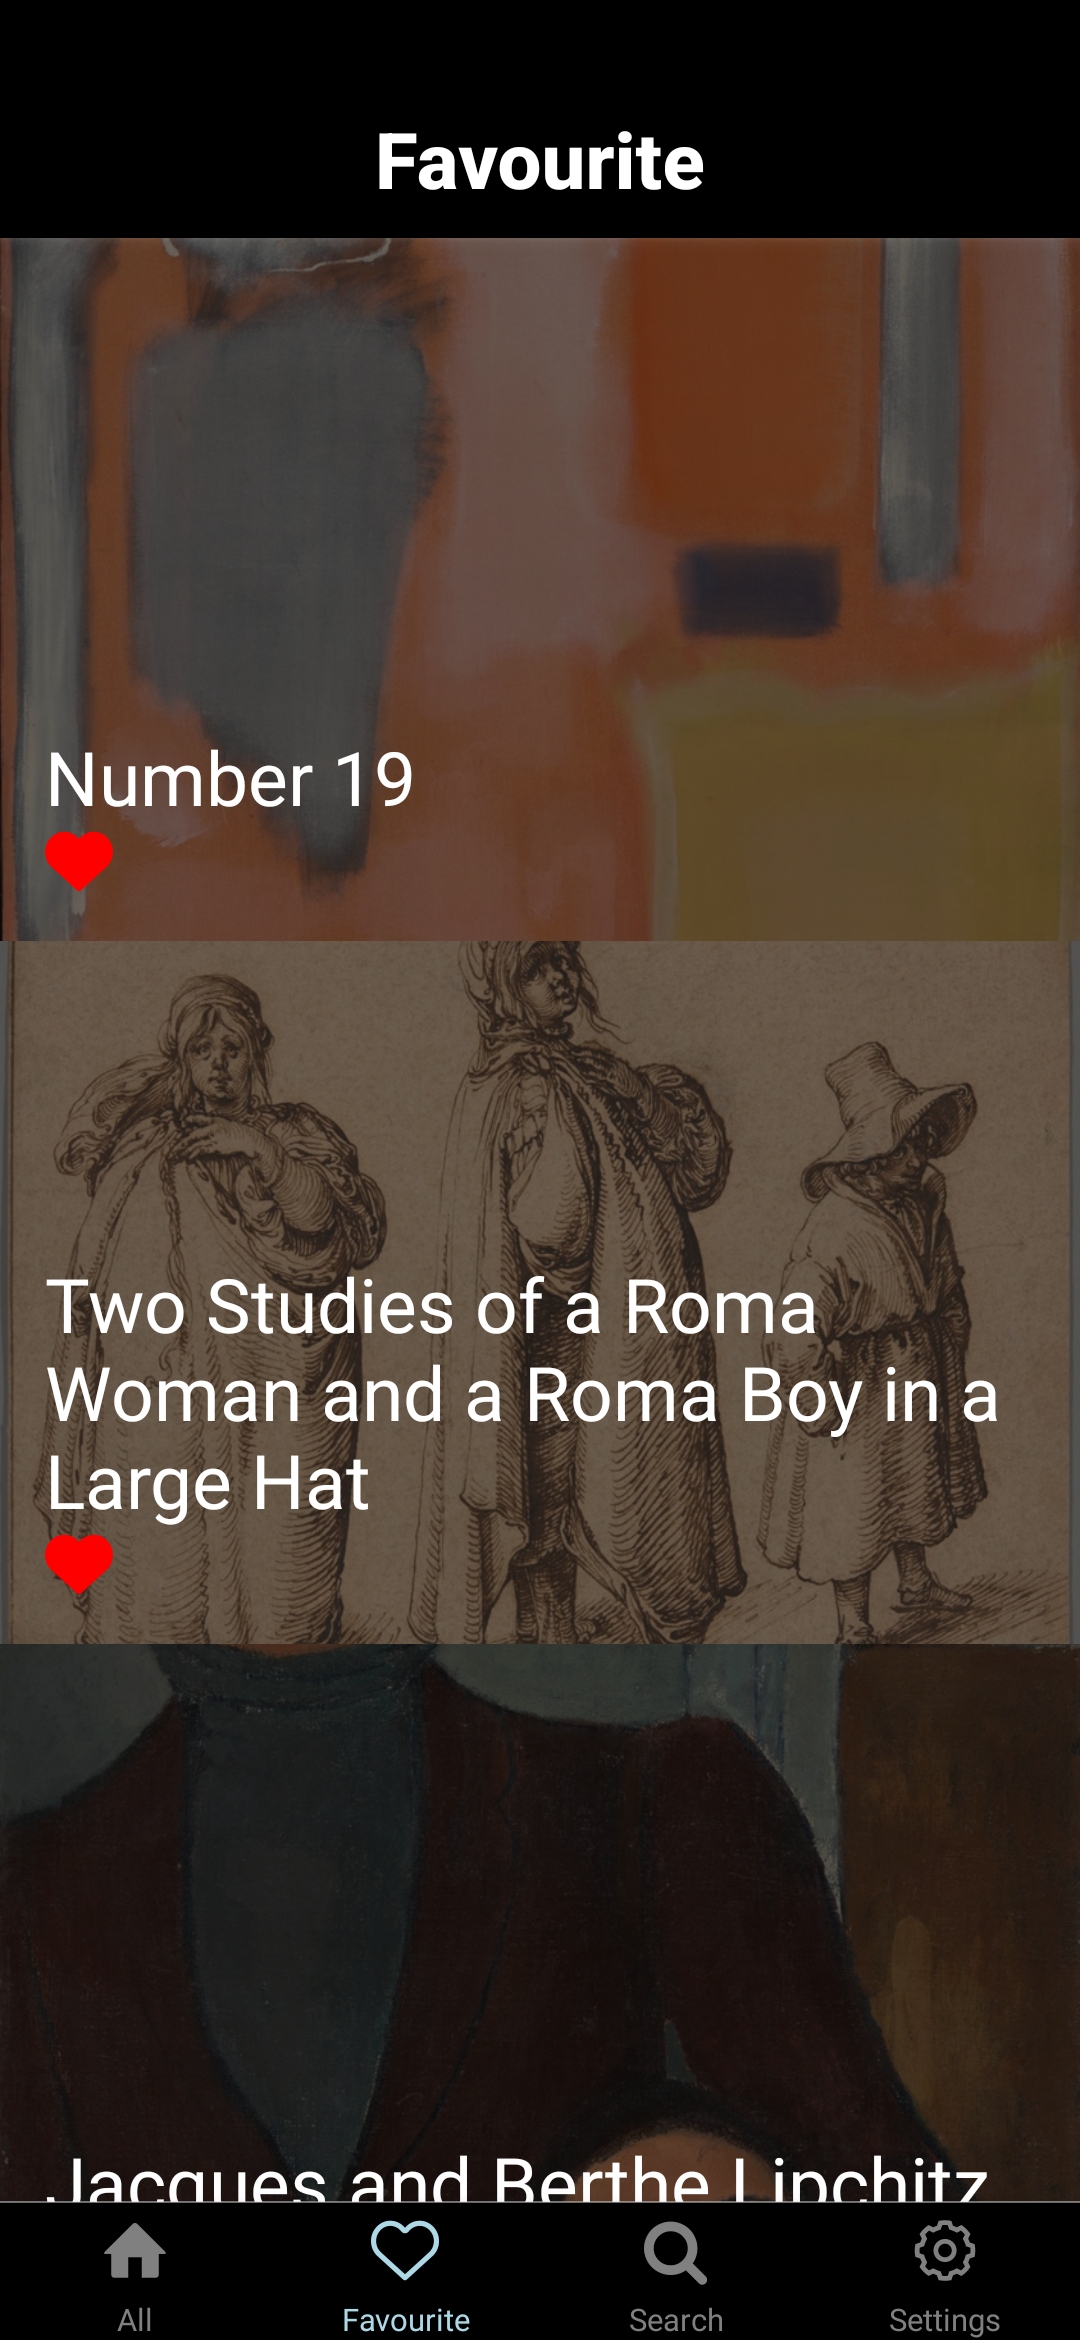 Favourite
Number 19
Two Studies of a Roma
Woman and a Roma Boy in a
Large Hat
Jacques and Berthe Lipchitz
All
Favourite
Search
Settings